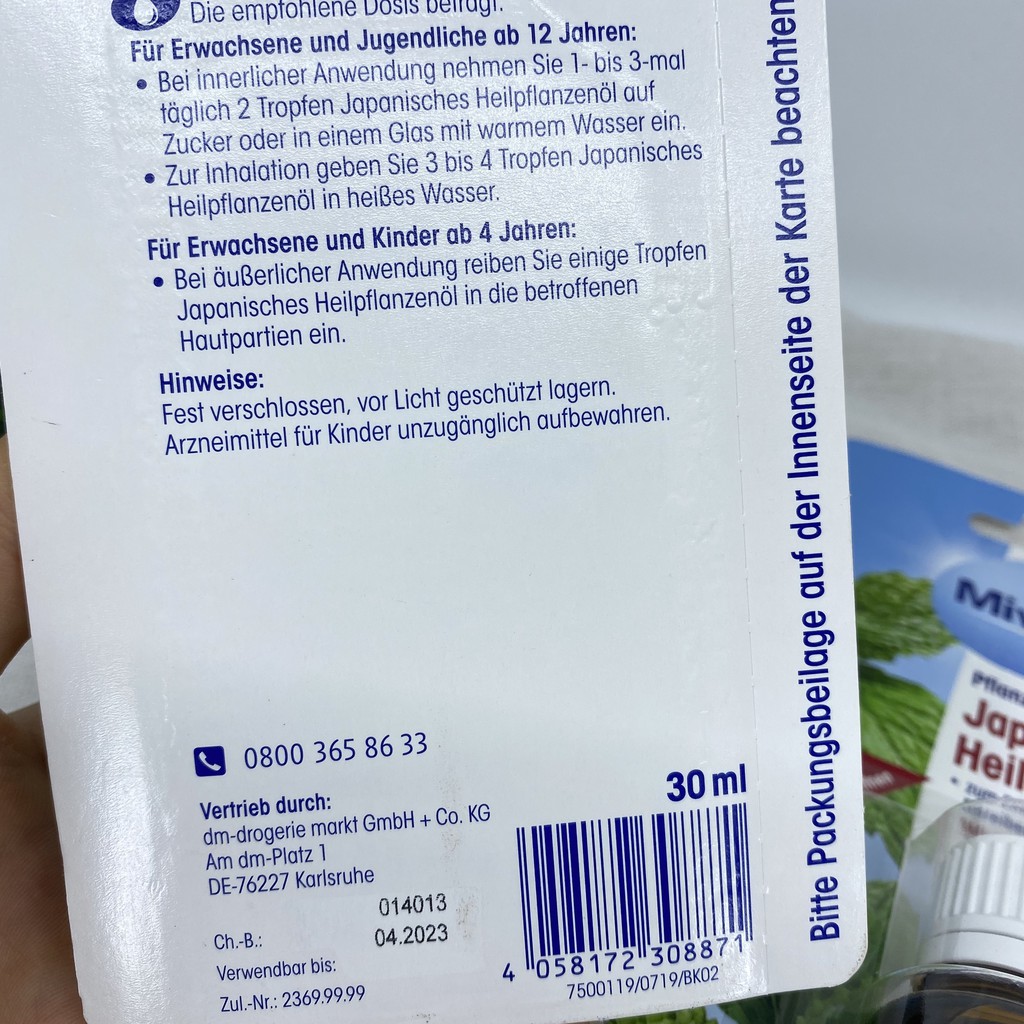 Die empfohlene Dosis beträgt:
Für Erwachsene und Jugendliche ab 12 Jahren:
• Bei innerlicher Anwendung nehmen Sie 1- bis 3-mal
täglich 2 Tropfen Japanisches Heilpflanzenöl auf
Zucker oder in einem Glas mit warmem Wasser ein.
• Zur Inhalation geben Sie 3 bis 4 Tropfen Japanisches
Heilpflanzenöl in heißes Wasser.
Für Erwachsene und Kinder ab 4 Jahren:
• Bei äußerlicher Anwendung reiben Sie einige Tropfen
Japanisches Heilpflanzenöl in die betroffenen
Hautpartien ein.
Hinweise:
Fest verschlossen, vor Licht geschützt lagern.
Arzneimittel für Kinder unzugänglich aufbewahren.
0800 365 86 33
Vertrieb durch:
dm-drogerie markt GmbH + Co. KG
Am dm-Platz 1
DE-76227 Karlsruhe
014013
Ch.-B.:
04.2023
Verwendbar bis:
Zul.-Nr.: 2369.99.99
30 ml
4 058172 308871
7500119/0719/BK02
Bitte Packungsbeilage auf der Innenseite der Karte beachten
Miv
Pflanz
Jap
Heil